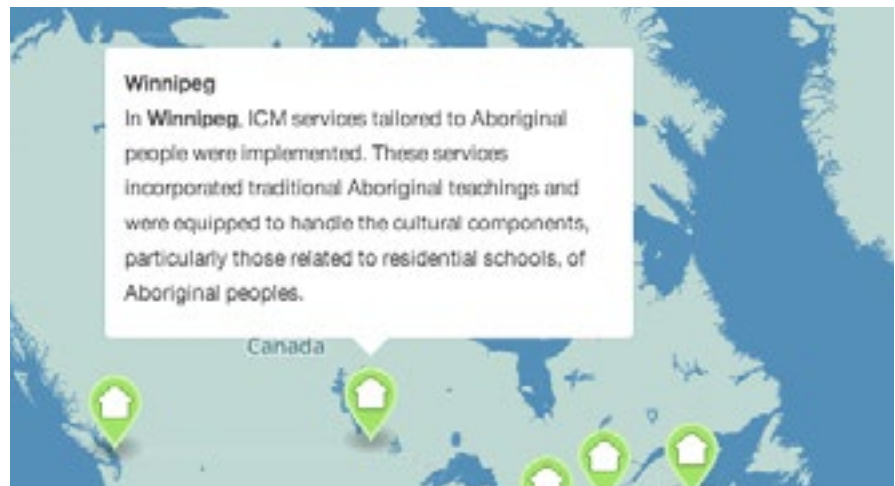 Winnipeg
In Winnipeg, ICM services tailored to Aboriginal
people were implemented. These services
incorporated traditional Aboriginal teachings and
were equipped to handle the cultural components,
particularly those related to residential schools, of
Aboriginal peoples.
Canada